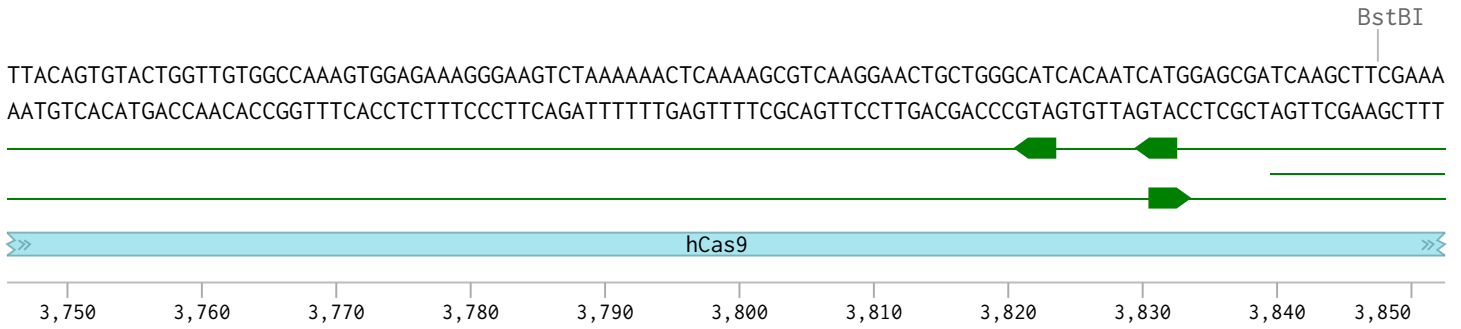 BstBI
TTACAGTGTACTGGTTGTGGCCAAAGTGGAGAAAGGGAAGTCTAAAAAACTCAAAAGCGTCAAGGAACTGCTGGGCATCACAATCATGGAGCGATCAAGCTTCGAAA
AATGTCACATGACCAACACCGGTTTCACCTCTTTCCCTTCAGATTTTTTGAGTTTTCGCAGTTCCTTGACGACCCGTAGTGTTAGTACCTCGCTAGTTCGAAGCTTT
hCas9
3,750 3,760 3,770 3,780 3,790 3,800 3,810 3,820 3,830 3,840 3,850